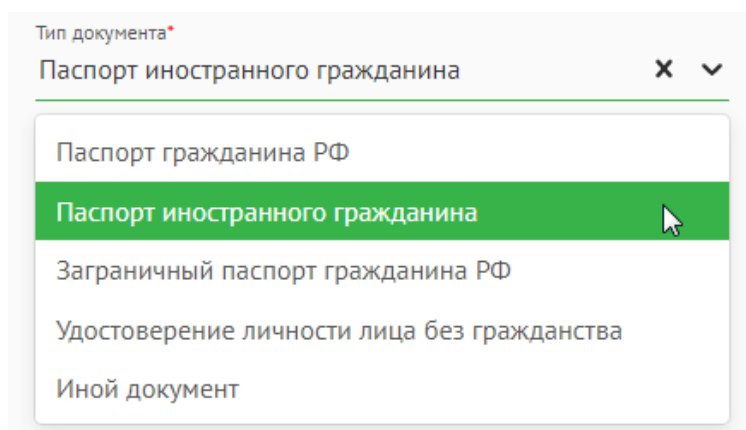 Тип документа*
Паспорт иностранного гражданина
Паспорт гражданина РФ
Паспорт иностранного гражданина
Заграничный паспорт гражданина РФ
Удостоверение личности лица без гражданства
Иной документ